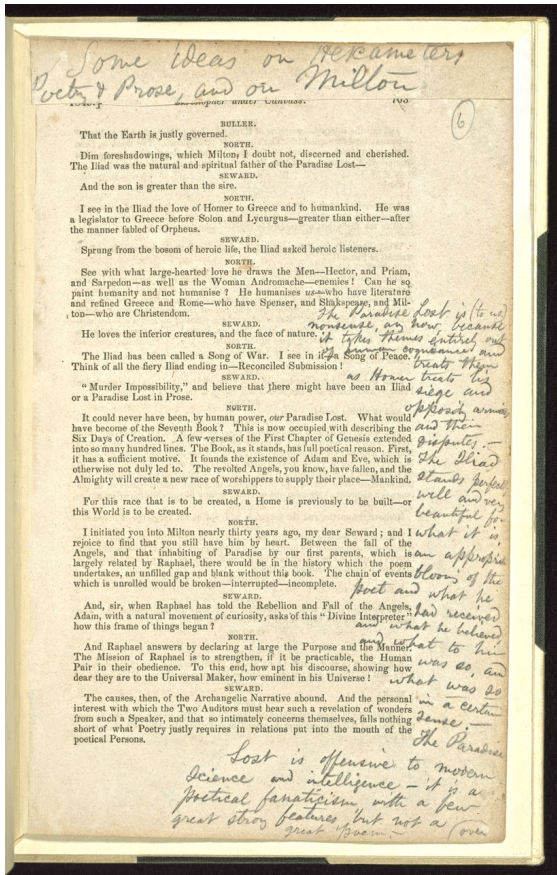 Some ideas on Hexameters
Poetry & Prose, and on Milton
Christopher under Canvass.
6
BULLER.
That the Earth is justly governed.
NORTH.
Dim foreshadowings, which Milton, I doubt not, discerned and cherished.
The Iliad was the natural and spiritual father of the Paradise Lost—
SEWARD.
And the son is greater than the sire.
NORTH.
I see in the Iliad the love of Homer to Greece and to humankind. He was
a legislator to Greece before Solon and Lycurgus—greater than either—after
the manner fabled of Orpheus.
SEWARD.
Sprung from the bosom of heroic life, the Iliad asked heroic listeners.
NORTH.
See with what large-hearted love he draws the Men—Hector, and Priam,
and Sarpedon—as well as the Woman Andromache—enemies! Can he so
paint humanity and not humanise? He humanises us—who have literature
and refined Greece and Rome—who have Spenser, and Shakspeare, and Mil-
ton—who are Christendom.
SEWARD.
He loves the inferior creatures, and the face of nature.
NORTH.
The Iliad has been called a Song of War. I see in it—a Song of Peace.
Think of all the fiery Iliad ending in—Reconciled Submission!
SEWARD.
"Murder Impossibility," and believe that there might have been an Iliad
or a Paradise Lost in Prose.
NORTH.
It could never have been, by human power, our Paradise Lost. What would
have become of the Seventh Book? This is now occupied with describing the
Six Days of Creation. A few verses of the First Chapter of Genesis extended
into so many hundred lines. The Book, as it stands, has full poetical reason. First,
it has a sufficient motive. It founds the existence of Adam and Eve, which is
otherwise not duly led to. The revolted Angels, you know, have fallen, and the
Almighty will create a new race of worshippers to supply their place—Mankind.
SEWARD.
For this race that is to be created, a Home is previously to be built—or
this World is to be created.
NORTH.
I initiated you into Milton nearly thirty years ago, my dear Seward; and I
rejoice to find that you still have him by heart. Between the fall of the
Angels, and that inhabiting of Paradise by our first parents, which is
largely related by Raphael, there would be in the history which the poem
undertakes, an unfilled gap and blank without this book. The chain of events
which is unrolled would be broken—interrupted—incomplete.
SEWARD.
And, sir, when Raphael has told the Rebellion and Fall of the Angels,
Adam, with a natural movement of curiosity, asks of this "Divine Interpreter"
how this frame of things began?
NORTH.
And Raphael answers by declaring at large the Purpose and the Manner.
The Mission of Raphael is to strengthen, if it be practicable, the Human
Pair in their obedience. To this end, how apt his discourse, showing how
dear they are to the Universal Maker, how eminent in his Universe!
SEWARD.
The causes, then, of the Archangelic Narrative abound. And the personal
interest with which the Two Auditors must hear such a revelation of wonders
from such a Speaker, and that so intimately concerns themselves, falls nothing
short of what Poetry justly requires in relations put into the mouth of the
poetical Persons.
The Paradise Lost is (to us)
nonsense, any how, because
it takes themes entirely out
of human cognizance and
treats them
as Homer treats his
siege and
opposing armies
and their
disputes.—
The Iliad
stands perfectly
well and very
beautiful for
what it is,
an appropriate
bloom of the
poet and what he
had received
and what he believed
and what to him
was so, and
what was so
in a certain
sense—
The Paradise
Lost is offensive to modern
science and intelligence—it is a
poetical fanaticism with a few
great strong features but not a
great poem.—
(over